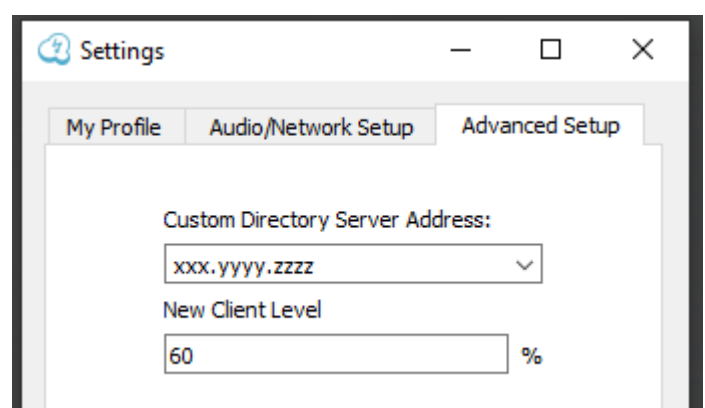 Settings
My Profile Audio/Network Setup Advanced Setup
Custom Directory Server Address:
xxx.yyyy.zzzz
New Client Level
60 %